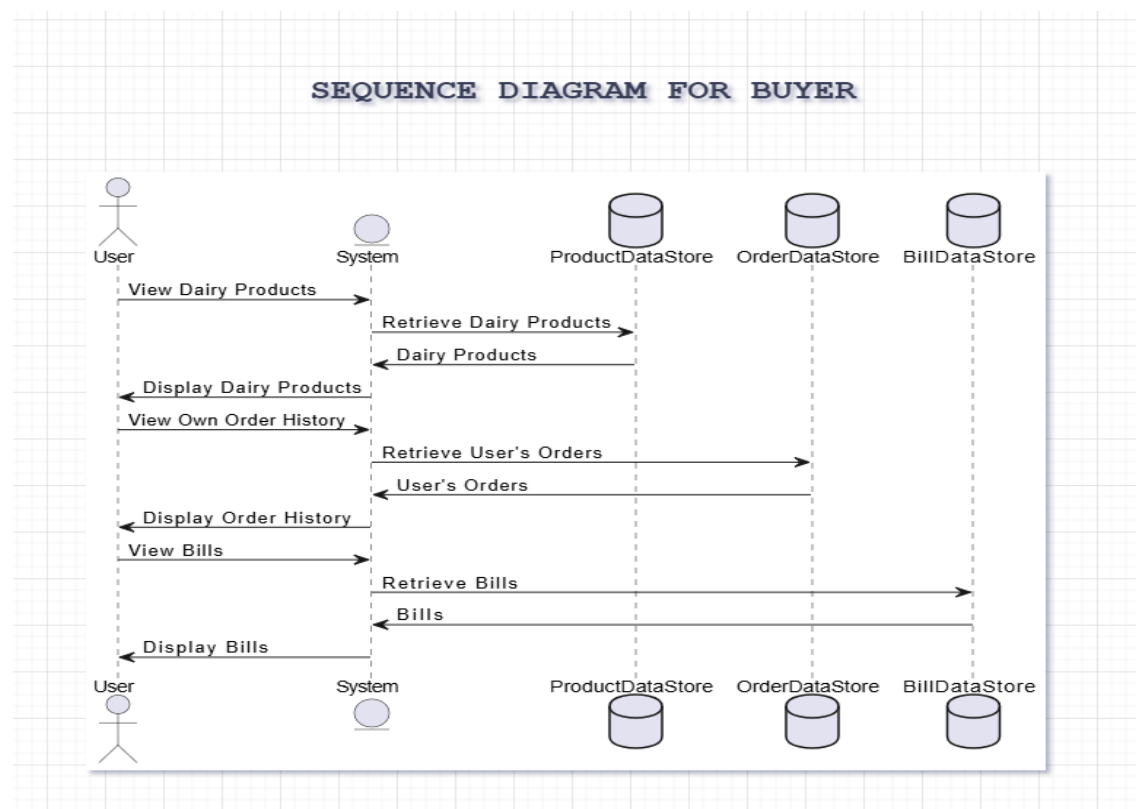 SEQUENCE DIAGRAM FOR BUYER
User System ProductDataStore OrderDataStore BillDataStore
View Dairy Products
Retrieve Dairy Products
Dairy Products
Display Dairy Products
View Own Order History
Retrieve User's Orders
User's Orders
Display Order History
View Bills
Retrieve Bills
Bills
Display Bills
User System ProductDataStore OrderDataStore BillDataStore